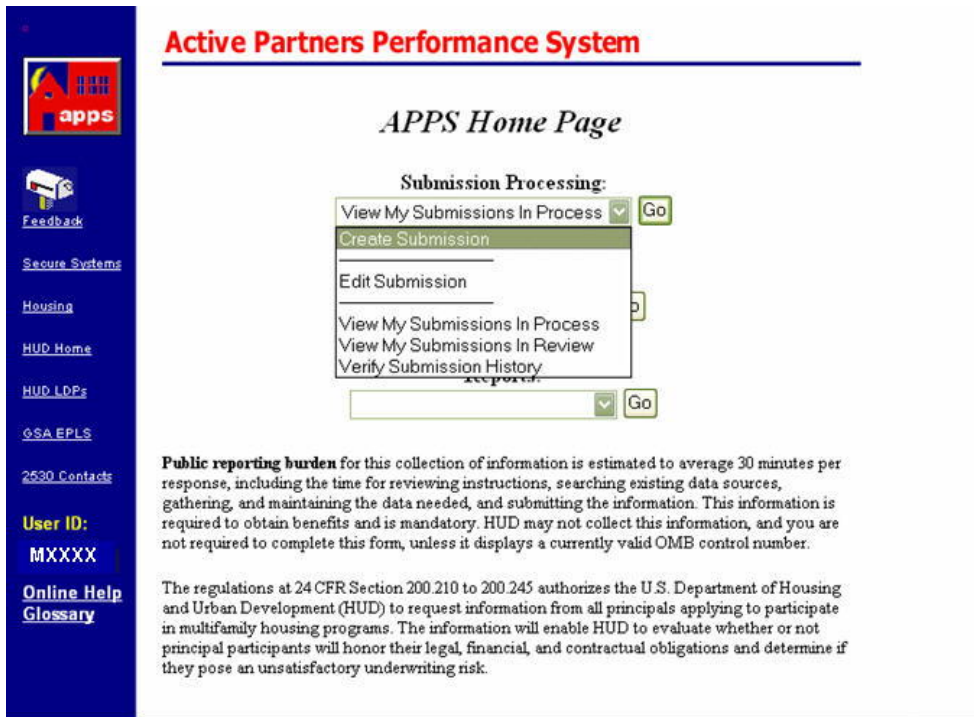 Active Partners Performance System
apps
APPS Home Page
Submission Processing:
View My Submissions In Process
Go
Create Submission
Edit Submission
View My Submissions In Process
View My Submissions In Review
Verify Submission History
Reports:
Go
Feedback
Secure Systems
Housing
HUD Home
HUD LDPs
GSA EPLS
2530 Contacts
User ID:
MXXXX
Online Help
Glossary
Public reporting burden for this collection of information is estimated to average 30 minutes per
response, including the time for reviewing instructions, searching existing data sources,
gathering, and maintaining the data needed, and submitting the information. This information is
required to obtain benefits and is mandatory. HUD may not collect this information, and you are
not required to complete this form, unless it displays a currently valid OMB control number.
The regulations at 24 CFR Section 200.210 to 200.245 authorizes the U.S. Department of Housing
and Urban Development (HUD) to request information from all principals applying to participate
in multifamily housing programs. The information will enable HUD to evaluate whether or not
principal participants will honor their legal, financial, and contractual obligations and determine if
they pose an unsatisfactory underwriting risk.